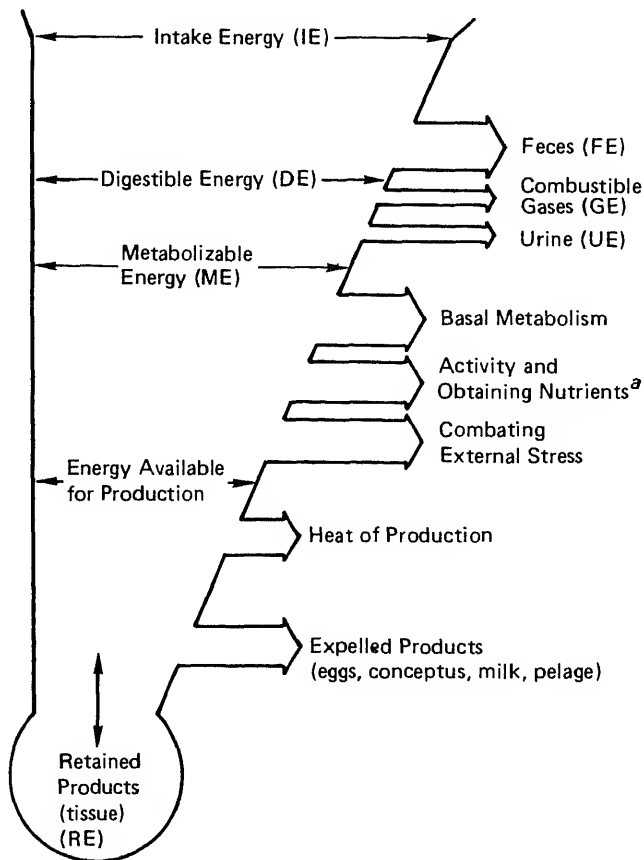 Intake Energy (IE)
Feces (FE)
Digestible Energy (DE)
Combustible
Gases (GE)
Urine (UE)
Metabolizable
Energy (ME)
Basal Metabolism
Activity and
Obtaining Nutrients a
Combating
External Stress
Energy Available
for Production
Heat of Production
Expelled Products
(eggs, conceptus, milk, pelage)
Retained
Products
(tissue)
(RE)